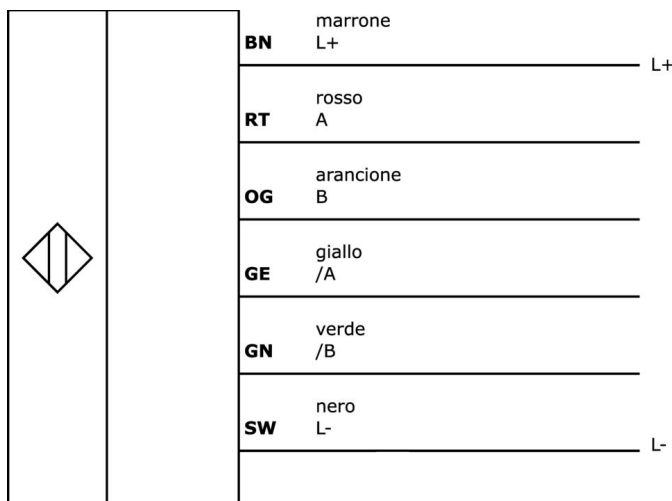 marrone
BN L+
L+
rosso
RT A
arancione
OG B
giallo
GE /A
verde
GN /B
nero
SW L-
L-